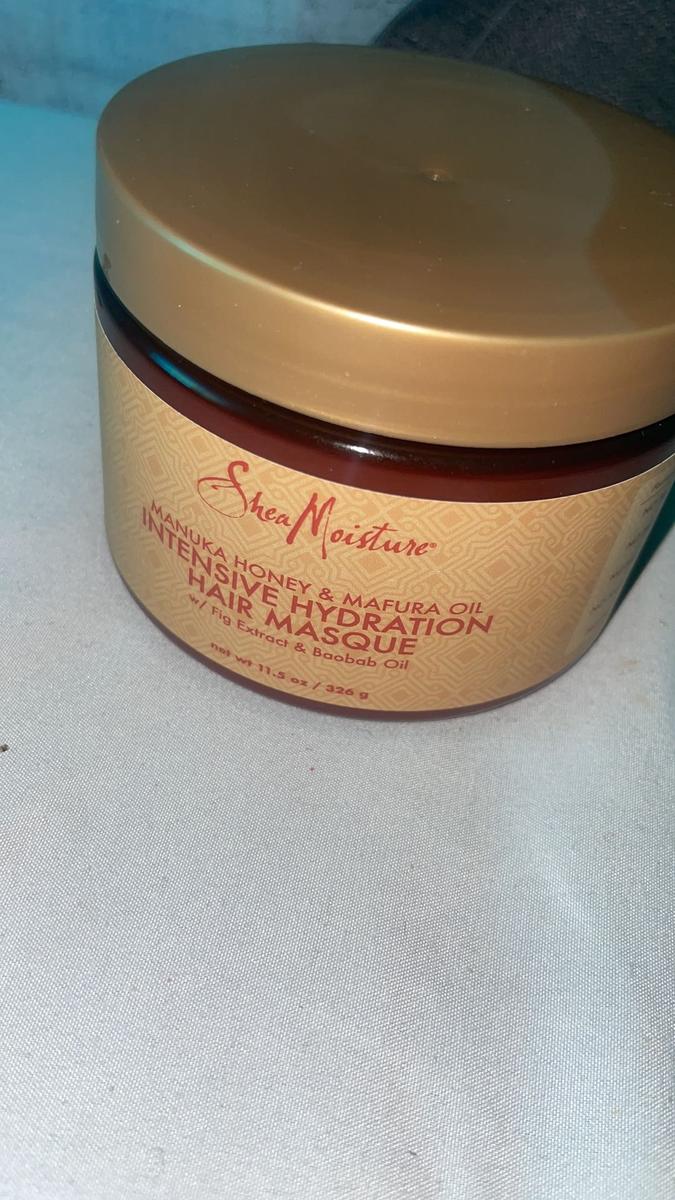 SheaMoisture®
MANUKA HONEY & MAFURA OIL
INTENSIVE HYDRATION
HAIR MASQUE
w/ Fig Extract & Baobab Oil
net wt 11.5 oz / 326 g